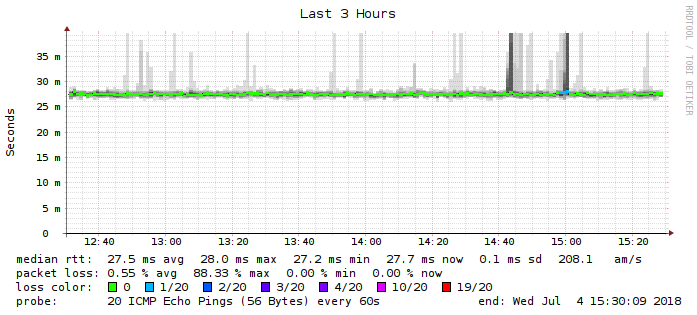 Last 3 Hours
RRDTOOL / TOBI OETIKER
Seconds
35 m
30 m
25 m
20 m
15 m
10 m
5 m
0
12:40 13:00 13:20 13:40 14:00 14:20 14:40 15:00 15:20
median rtt: 27.5 ms avg 28.0 ms max 27.2 ms min 27.7 ms now 0.1 ms sd 208.1 am/s
packet loss: 0.55 % avg 88.33 % max 0.00 % min 0.00 % now
loss color: 0 1/20 2/20 3/20 4/20 10/20 19/20
probe: 20 ICMP Echo Pings (56 Bytes) every 60s end: Wed Jul 4 15:30:09 2018